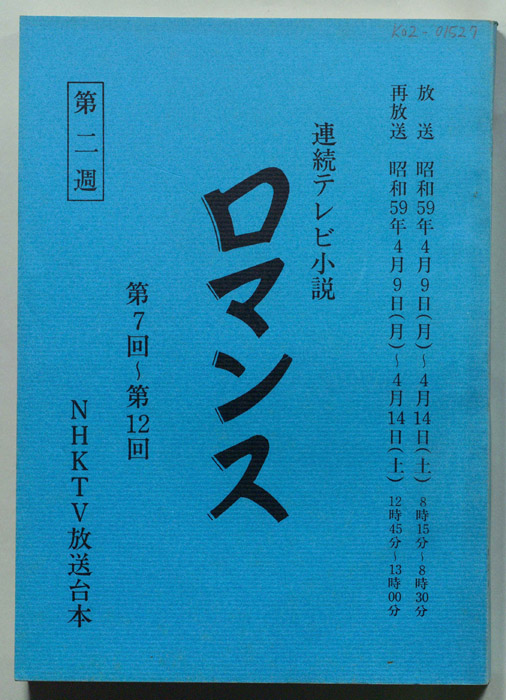 K02-01527
放送 昭和59年4月9日(月)～4月14日(土) 8時15分～8時30分
再放送 昭和59年4月9日(月)～4月14日(土) 12時45分～13時00分
連続テレビ小説
ロマンス
第7回～第12回
第二週
NHKTV放送台本